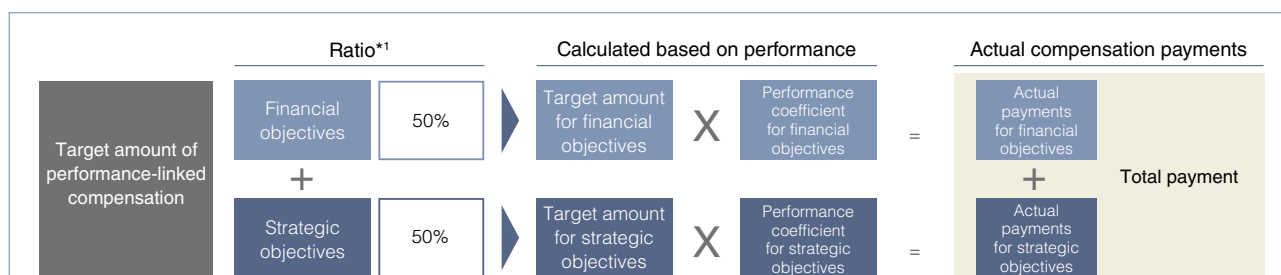 Ratio*1
Calculated based on performance
Actual compensation payments
Target amount of
performance-linked
compensation
Financial
objectives
50%
Target amount
for financial
objectives
X
Performance
coefficient
for financial
objectives
=
Actual
payments
for financial
objectives
+
+
Total payment
Strategic
objectives
50%
Target amount
for strategic
objectives
X
Performance
coefficient
for strategic
objectives
=
Actual
payments
for strategic
objectives